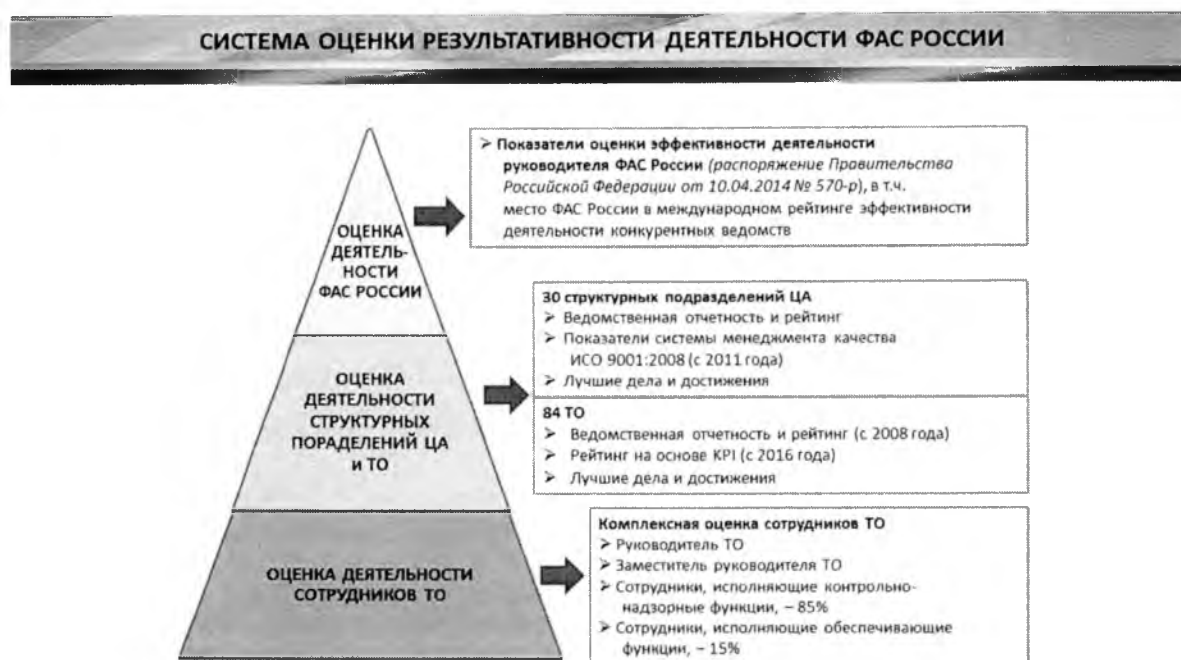 СИСТЕМА ОЦЕНКИ РЕЗУЛЬТАТИВНОСТИ ДЕЯТЕЛЬНОСТИ ФАС РОССИИ
ОЦЕНКА
ДЕЯТЕЛЬ-
НОСТИ
ФАС РОССИИ
➢ Показатели оценки эффективности деятельности
руководителя ФАС России (распоряжение Правительства
Российской Федерации от 10.04.2014 № 570-р), в т.ч.
место ФАС России в международном рейтинге эффективности
деятельности конкурентных ведомств
ОЦЕНКА
ДЕЯТЕЛЬНОСТИ
СТРУКТУРНЫХ
ПОРАДЕЛЕНИЙ ЦА
и ТО
30 структурных подразделений ЦА
➢ Ведомственная отчетность и рейтинг
➢ Показатели системы менеджмента качества
ИСО 9001:2008 (с 2011 года)
➢ Лучшие дела и достижения
84 ТО
➢ Ведомственная отчетность и рейтинг (с 2008 года)
➢ Рейтинг на основе KPI (с 2016 года)
➢ Лучшие дела и достижения
ОЦЕНКА ДЕЯТЕЛЬНОСТИ
СОТРУДНИКОВ ТО
Комплексная оценка сотрудников ТО
➢ Руководитель ТО
➢ Заместитель руководителя ТО
➢ Сотрудники, исполняющие контрольно-
надзорные функции, – 85%
➢ Сотрудники, исполняющие обеспечивающие
функции, – 15%